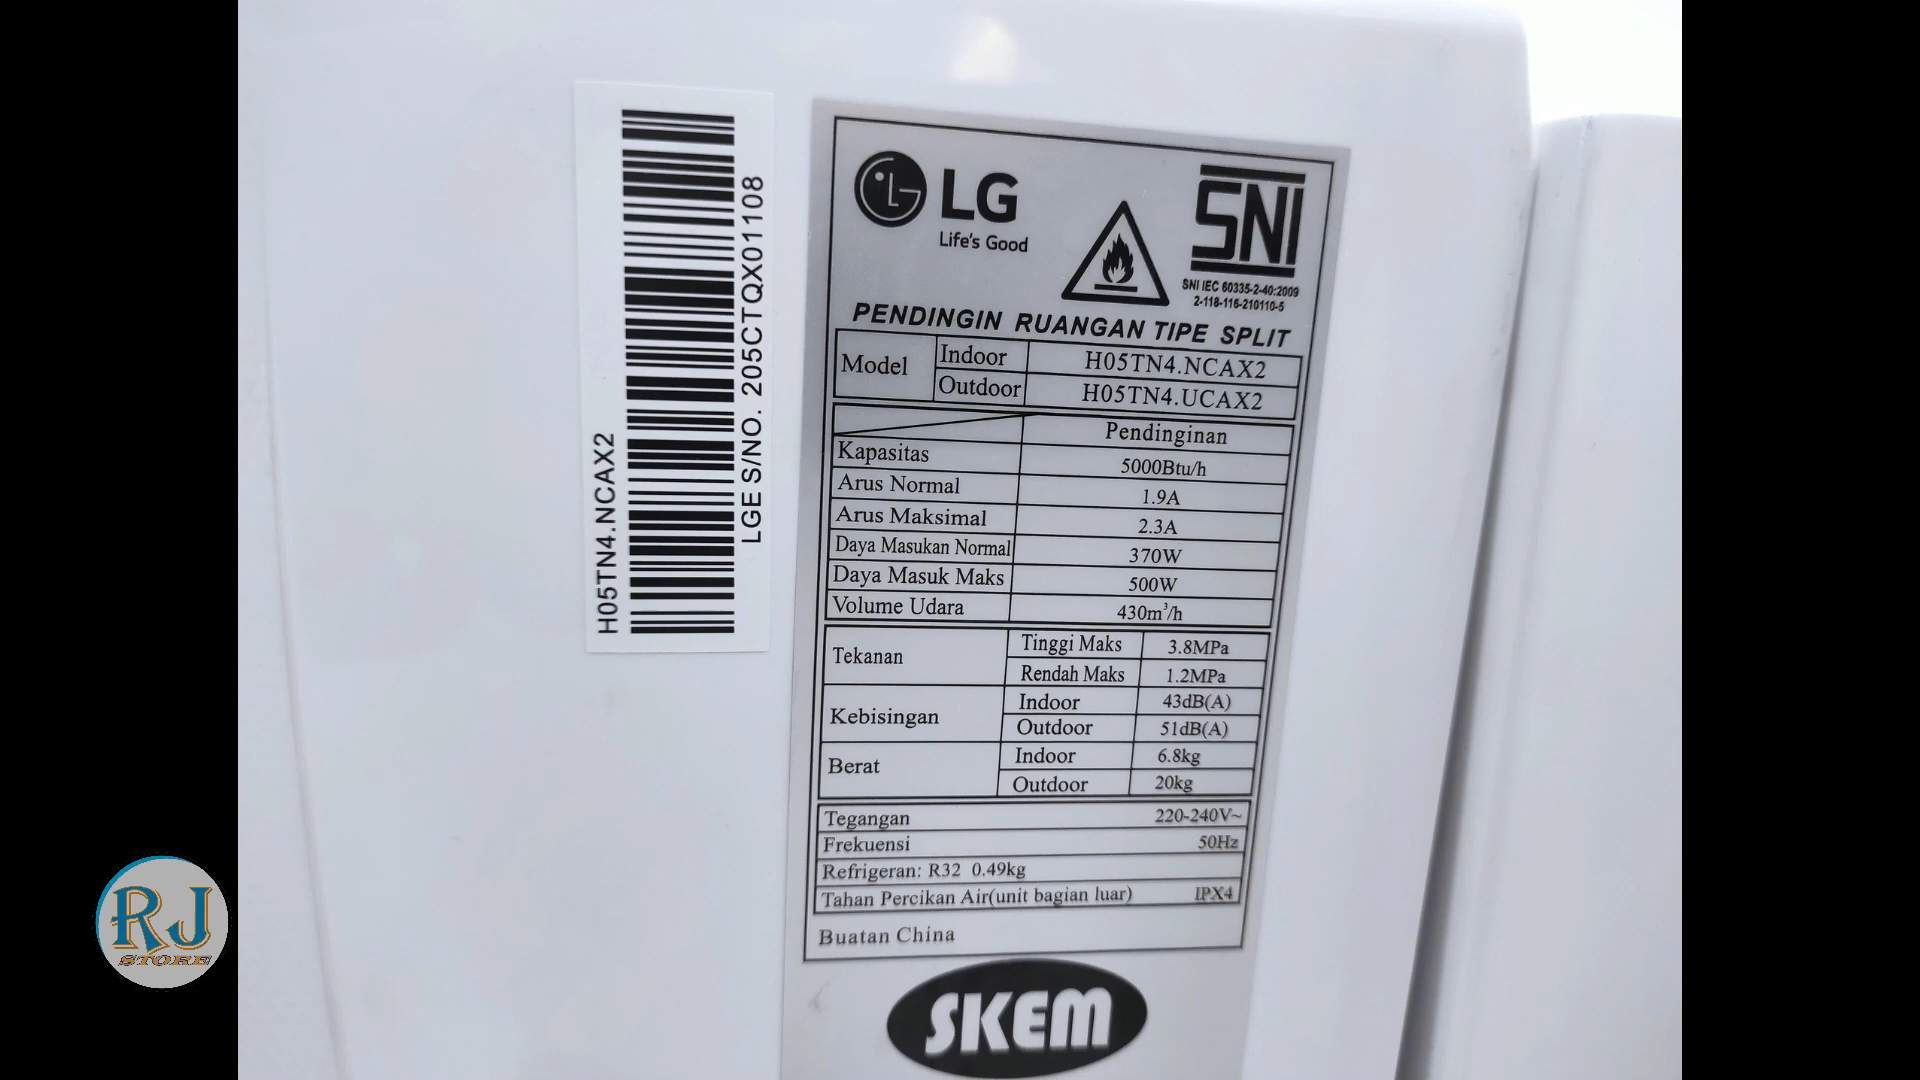 H05TN4.NCAX2
LGE S/NO. 205CTQX01108
LG
Life's Good
SNI
SNI IEC 60335-2-40:2009
2-118-116-210110-5
PENDINGIN RUANGAN TIPE SPLIT
Model Indoor H05TN4.NCAX2
Outdoor H05TN4.UCAX2
Pendinginan
Kapasitas 5000Btu/h
Arus Normal 1.9A
Arus Maksimal 2.3A
Daya Masukan Normal 370W
Daya Masuk Maks 500W
Volume Udara 430m³/h
Tekanan Tinggi Maks 3.8MPa
Rendah Maks 1.2MPa
Kebisingan Indoor 43dB(A)
Outdoor 51dB(A)
Berat Indoor 6.8kg
Outdoor 20kg
Tegangan 220-240V~
Frekuensi 50Hz
Refrigeran: R32 0.49kg
Tahan Percikan Air(unit bagian luar) IPX4
Buatan China
SKEM
RJ
STORE